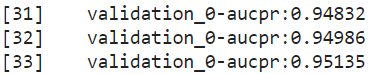 [31]	validation_0-aucpr:0.94832
[32]	validation_0-aucpr:0.94986
[33]	validation_0-aucpr:0.95135